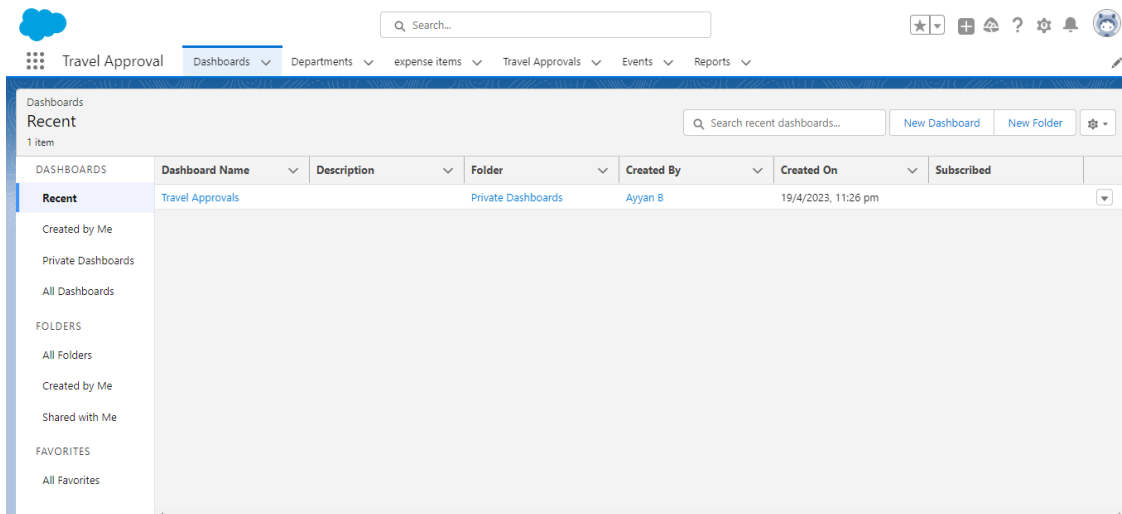 Search...
Travel Approval Dashboards Departments expense items Travel Approvals Events Reports
Dashboards
Recent
1 item
Search recent dashboards...
New Dashboard New Folder
DASHBOARDS
Recent
Created by Me
Private Dashboards
All Dashboards
FOLDERS
All Folders
Created by Me
Shared with Me
FAVORITES
All Favorites
Dashboard Name Description Folder Created By Created On Subscribed
Travel Approvals Private Dashboards Ayyan B 19/4/2023, 11:26 pm